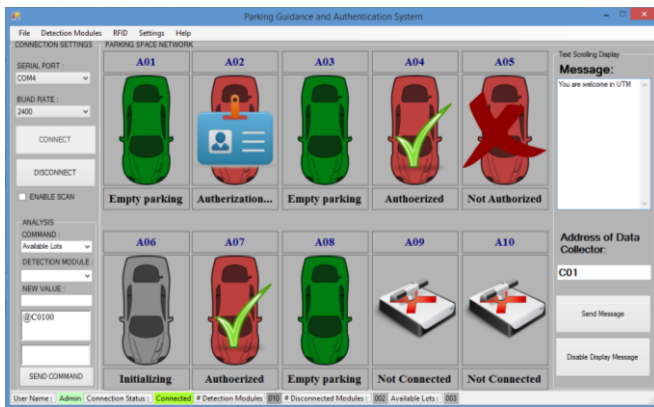 Parking Guidance and Authentication System
File Detection Modules RFID Settings Help
CONNECTION SETTINGS
SERIAL PORT :
COM4
BUAD RATE :
2400
CONNECT
DISCONNECT
ENABLE SCAN
ANALYSIS
COMMAND :
Available Lots
DETECTION MODULE :
NEW VALUE :
@C0100
SEND COMMAND
PARKING SPACE NETWORK
A01 A02 A03 A04 A05
Empty parking Autherization... Empty parking Authoerized Not Authorized
A06 A07 A08 A09 A10
Initializing Authoerized Empty parking Not Connected Not Connected
Text Scrolling Display
Message:
You are welcome in UTM
Address of Data
Collector:
C01
Send Message
Disable Display Message
User Name : Admin Connection Status : Connected # Detection Modules 010 # Disconnected Modules : 002 Available Lots : 003